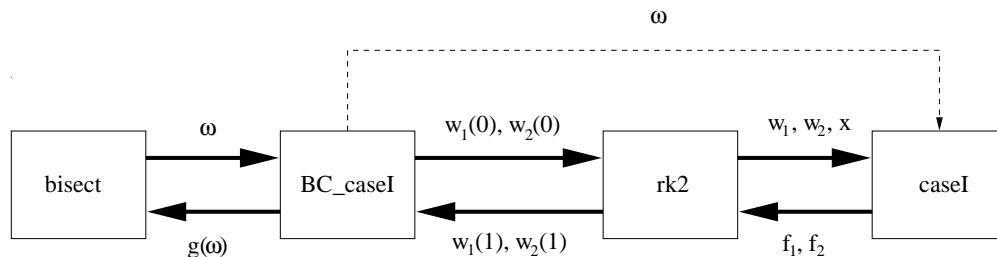 ω
ω
w₁(0), w₂(0)
w₁, w₂, x
bisect
BC_caseI
rk2
caseI
g(ω)
w₁(1), w₂(1)
f₁, f₂